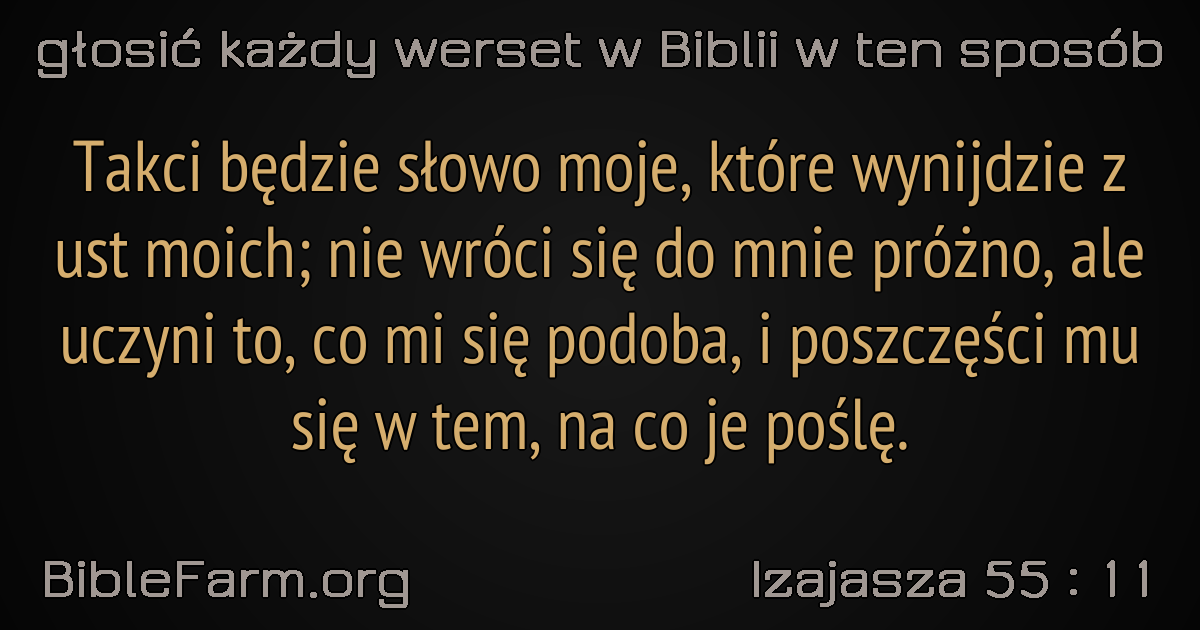 głosić każdy werset w Biblii w ten sposób
Takci będzie słowo moje, które wynijdzie z
ust moich; nie wróci się do mnie próżno, ale
uczyni to, co mi się podoba, i poszczęści mu
się w tem, na co je poślę.
BibleFarm.org
Izajasza 55 : 11